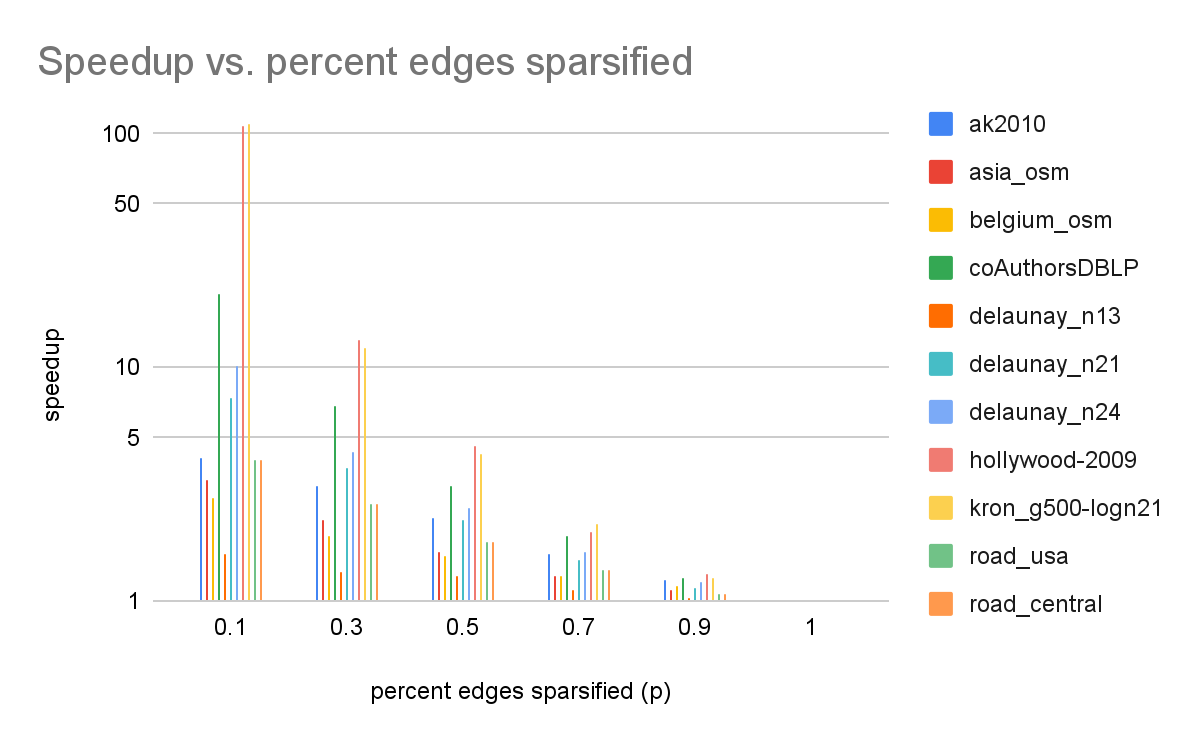 Speedup vs. percent edges sparsified
100
50
10
5
1
speedup
0.1
0.3
0.5
0.7
0.9
1
percent edges sparsified (p)
ak2010
asia_osm
belgium_osm
coAuthorsDBLP
delaunay_n13
delaunay_n21
delaunay_n24
hollywood-2009
kron_g500-logn21
road_usa
road_central